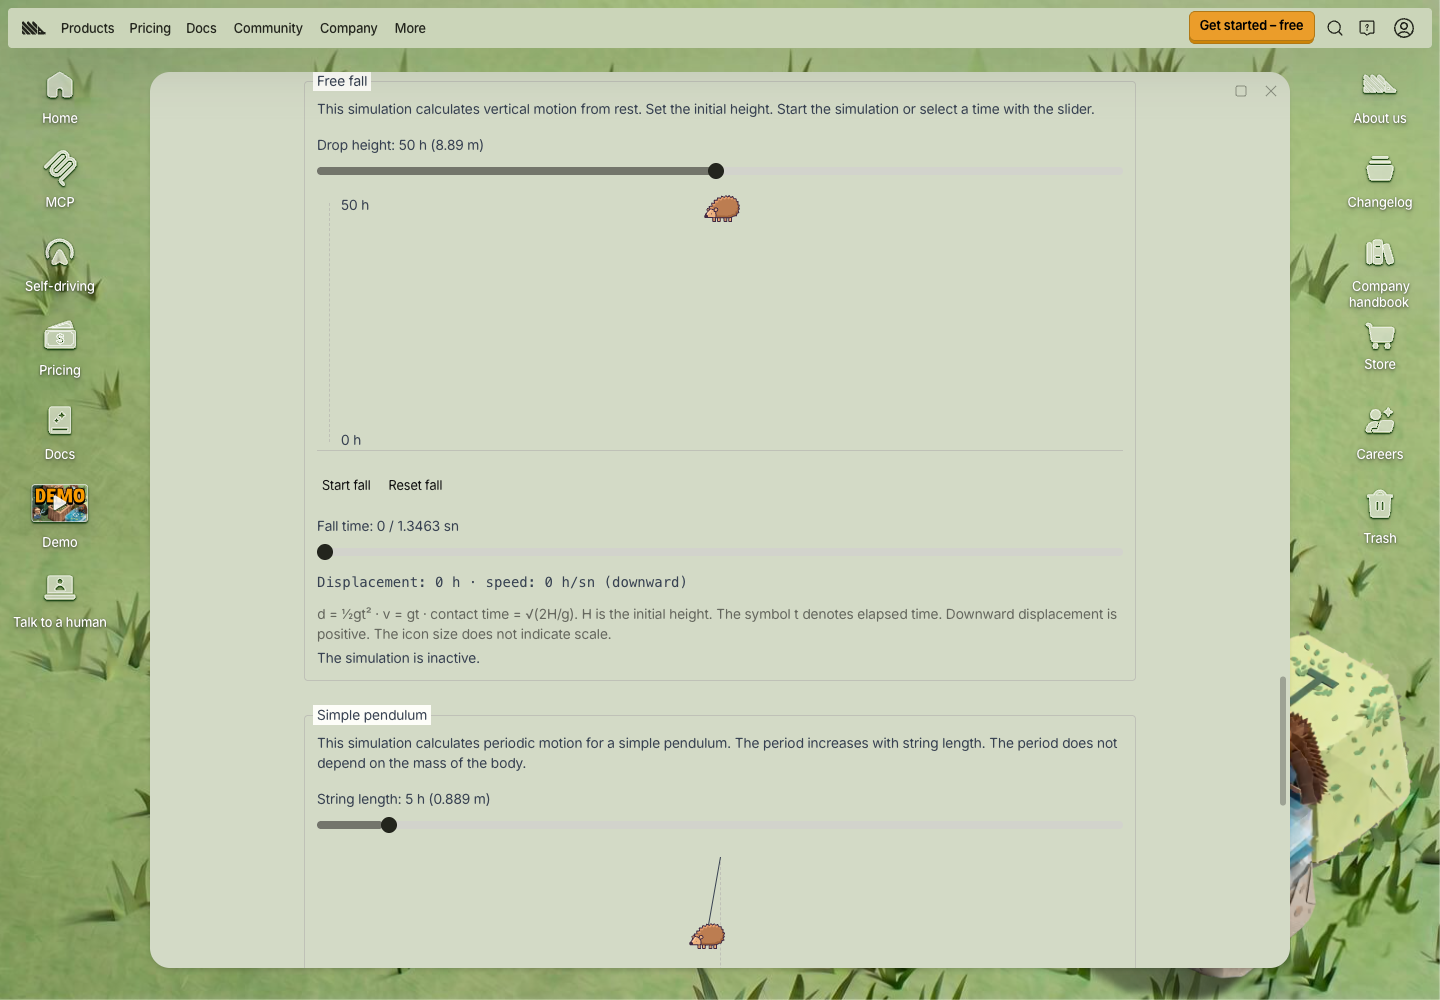 Products Pricing Docs Community Company More
Get started – free
Home
MCP
Self-driving
Pricing
Docs
DEMO
Demo
Talk to a human
Free fall
This simulation calculates vertical motion from rest. Set the initial height. Start the simulation or select a time with the slider.
Drop height: 50 h (8.89 m)
50 h
0 h
Start fall Reset fall
Fall time: 0 / 1.3463 sn
Displacement: 0 h · speed: 0 h/sn (downward)
d = ½gt² · v = gt · contact time = √(2H/g). H is the initial height. The symbol t denotes elapsed time. Downward displacement is
positive. The icon size does not indicate scale.
The simulation is inactive.
Simple pendulum
This simulation calculates periodic motion for a simple pendulum. The period increases with string length. The period does not
depend on the mass of the body.
String length: 5 h (0.889 m)
About us
Changelog
Company
handbook
Store
Careers
Trash